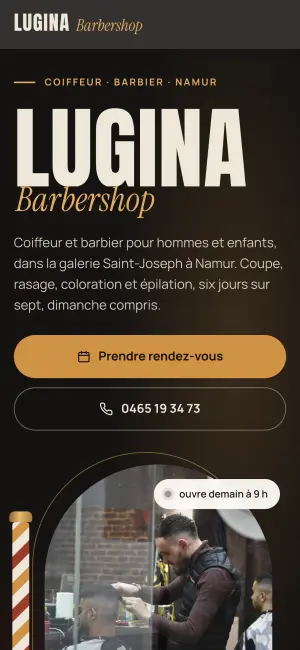 LUGINA Barbershop
COIFFEUR · BARBIER · NAMUR
LUGINA
Barbershop
Coiffeur et barbier pour hommes et enfants,
dans la galerie Saint-Joseph à Namur. Coupe,
rasage, coloration et épilation, six jours sur
sept, dimanche compris.
Prendre rendez-vous
0465 19 34 73
ouvre demain à 9 h